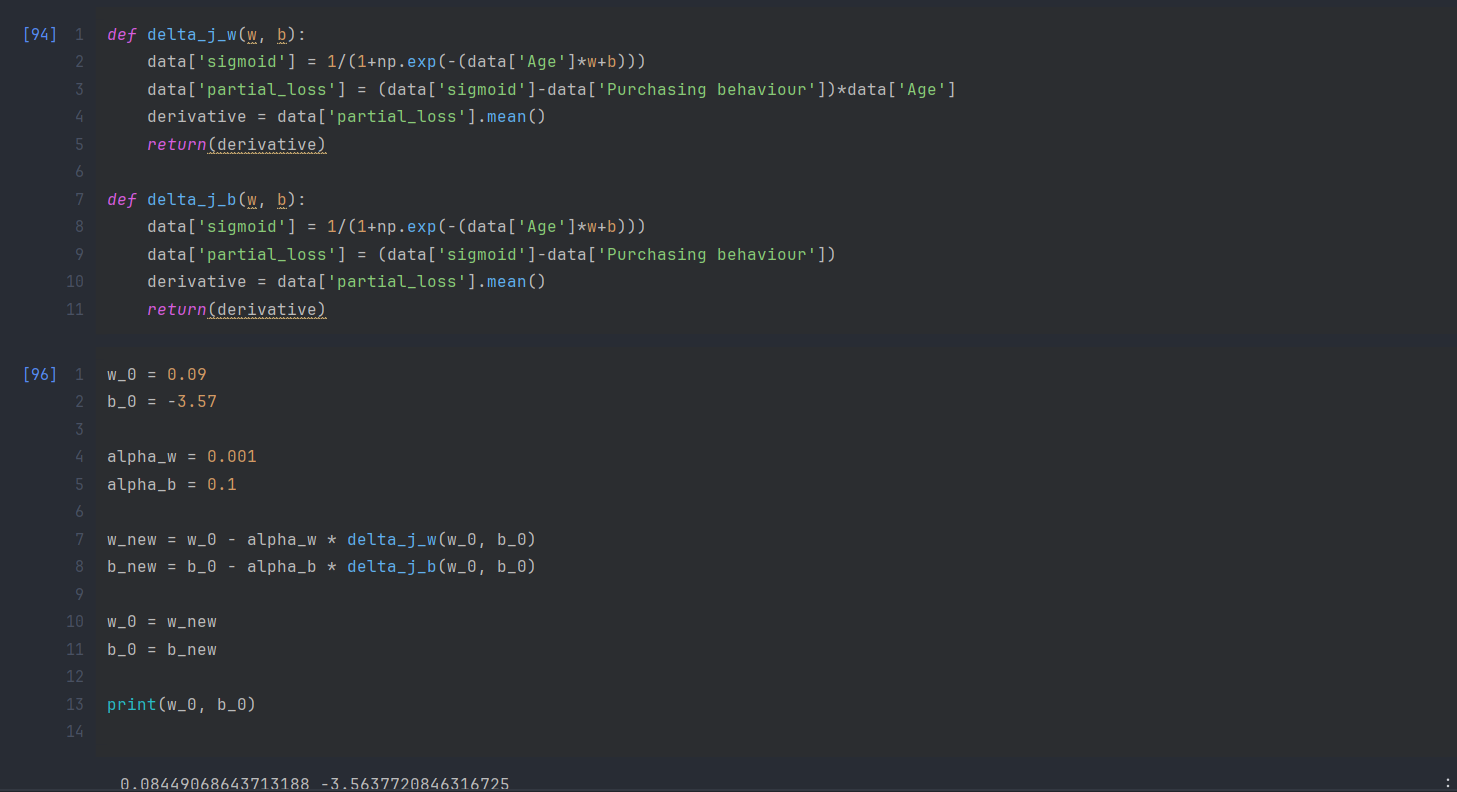 [94] 1 def delta_j_w(w, b):
2     data['sigmoid'] = 1/(1+np.exp(-(data['Age']*w+b)))
3     data['partial_loss'] = (data['sigmoid']-data['Purchasing behaviour'])*data['Age']
4     derivative = data['partial_loss'].mean()
5     return(derivative)
6
7 def delta_j_b(w, b):
8     data['sigmoid'] = 1/(1+np.exp(-(data['Age']*w+b)))
9     data['partial_loss'] = (data['sigmoid']-data['Purchasing behaviour'])
10     derivative = data['partial_loss'].mean()
11     return(derivative)
[96] 1 w_0 = 0.09
2 b_0 = -3.57
3
4 alpha_w = 0.001
5 alpha_b = 0.1
6
7 w_new = w_0 - alpha_w * delta_j_w(w_0, b_0)
8 b_new = b_0 - alpha_b * delta_j_b(w_0, b_0)
9
10 w_0 = w_new
11 b_0 = b_new
12
13 print(w_0, b_0)
14
0.08449068643713188 -3.5637720846316725